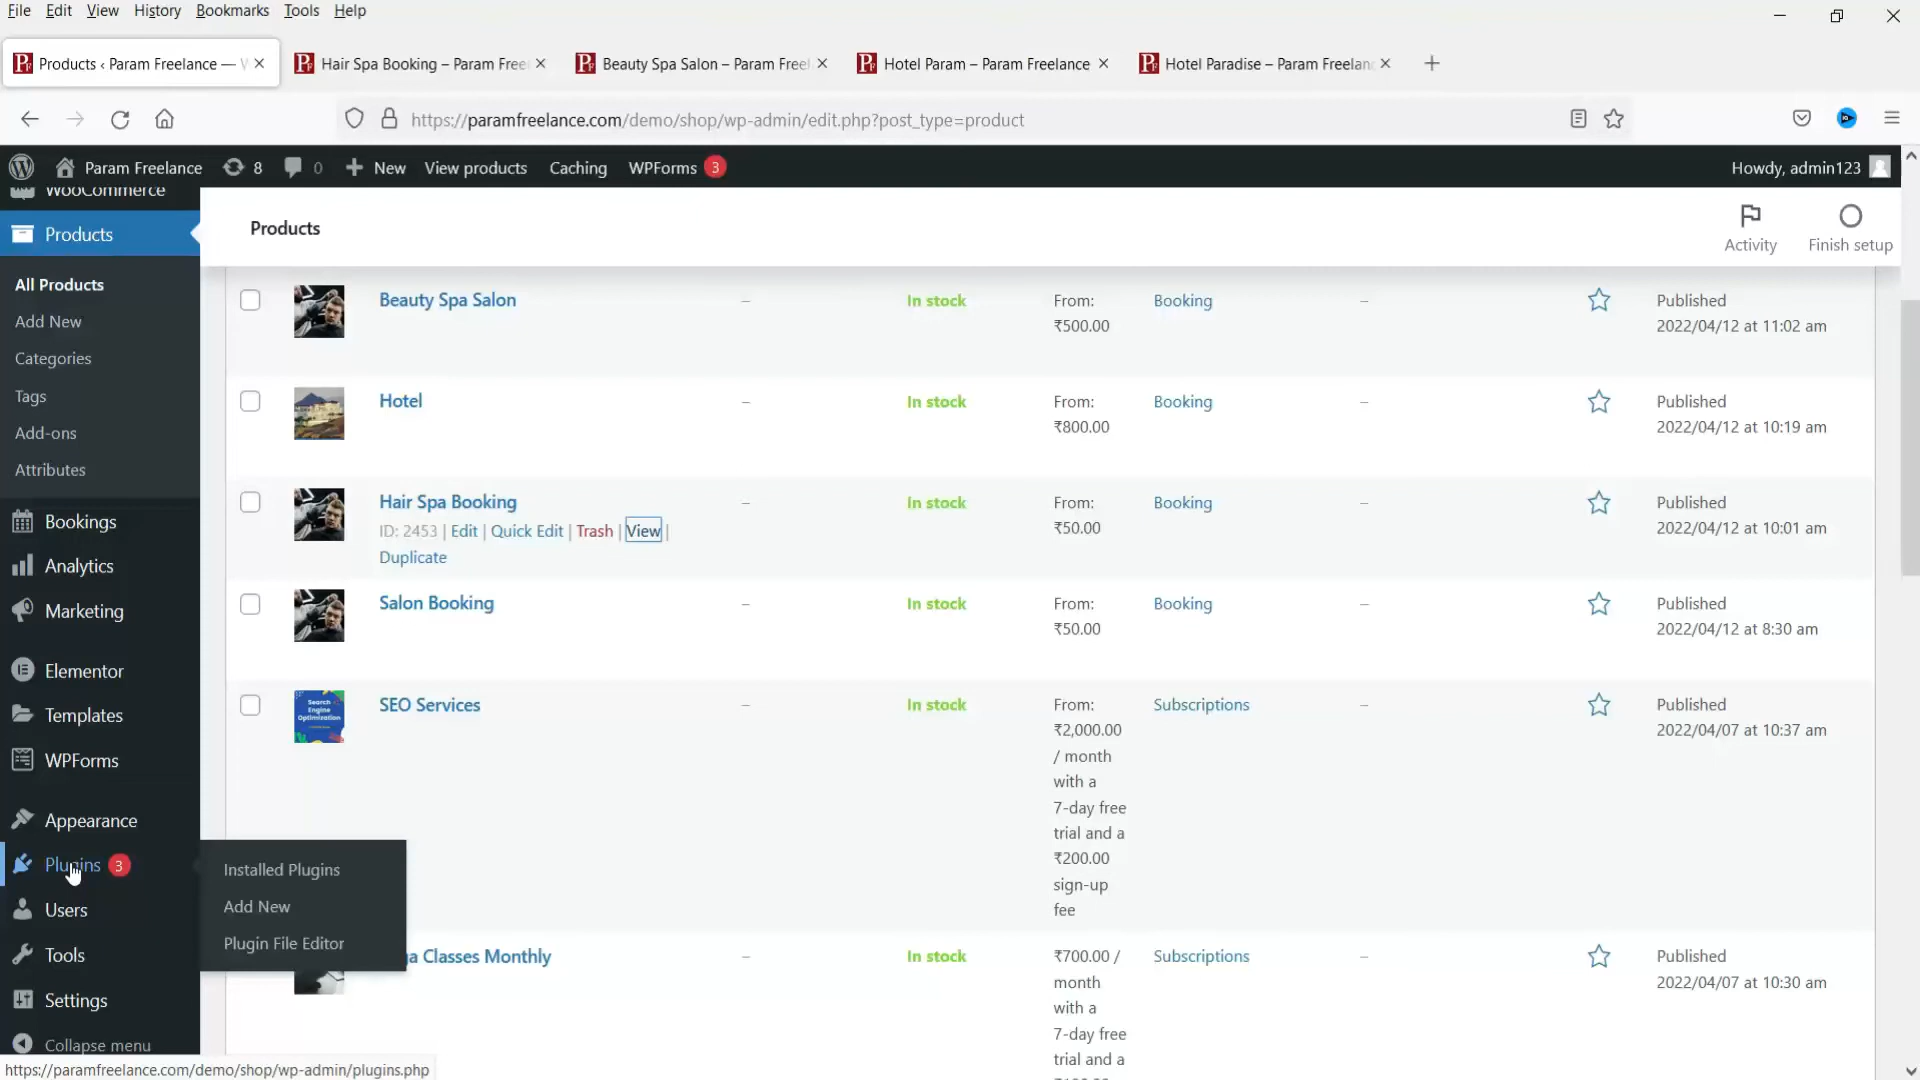 File Edit View History Bookmarks Tools Help
Products ‹ Param Freelance —
Hair Spa Booking – Param Free
Beauty Spa Salon – Param Freel
Hotel Param – Param Freelance
Hotel Paradise – Param Freelan
https://paramfreelance.com/demo/shop/wp-admin/edit.php?post_type=product
Param Freelance 8 0 New View products Caching WPForms 3 Howdy, admin123
WooCommerce
Products
All Products
Add New
Categories
Tags
Add-ons
Attributes
Bookings
Analytics
Marketing
Elementor
Templates
WPForms
Appearance
Plugins 3
Users
Tools
Settings
Collapse menu
Installed Plugins
Add New
Plugin File Editor
Products
Activity
Finish setup
Beauty Spa Salon – In stock From: Booking – Published
₹500.00 2022/04/12 at 11:02 am
Hotel – In stock From: Booking – Published
₹800.00 2022/04/12 at 10:19 am
Hair Spa Booking – In stock From: Booking – Published
ID: 2453 | Edit | Quick Edit | Trash | View | ₹50.00 2022/04/12 at 10:01 am
Duplicate
Salon Booking – In stock From: Booking – Published
₹50.00 2022/04/12 at 8:30 am
Search
Engine
Optimization
SEO Services – In stock From: Subscriptions – Published
₹2,000.00 2022/04/07 at 10:37 am
/ month
with a
7-day free
trial and a
₹200.00
sign-up
fee
ga Classes Monthly – In stock ₹700.00 / Subscriptions – Published
month 2022/04/07 at 10:30 am
with a
7-day free
trial and a
https://paramfreelance.com/demo/shop/wp-admin/plugins.php